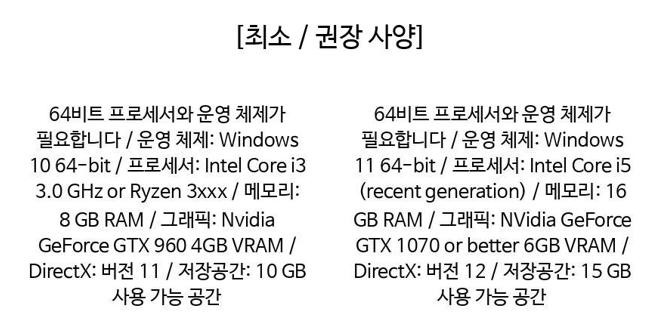 [최소 / 권장 사양]
64비트 프로세서와 운영 체제가
필요합니다 / 운영 체제: Windows
10 64-bit / 프로세서: Intel Core i3
3.0 GHz or Ryzen 3xxx / 메모리:
8 GB RAM / 그래픽: Nvidia
GeForce GTX 960 4GB VRAM /
DirectX: 버전 11 / 저장공간: 10 GB
사용 가능 공간
64비트 프로세서와 운영 체제가
필요합니다 / 운영 체제: Windows
11 64-bit / 프로세서: Intel Core i5
(recent generation) / 메모리: 16
GB RAM / 그래픽: NVidia GeForce
GTX 1070 or better 6GB VRAM /
DirectX: 버전 12 / 저장공간: 15 GB
사용 가능 공간